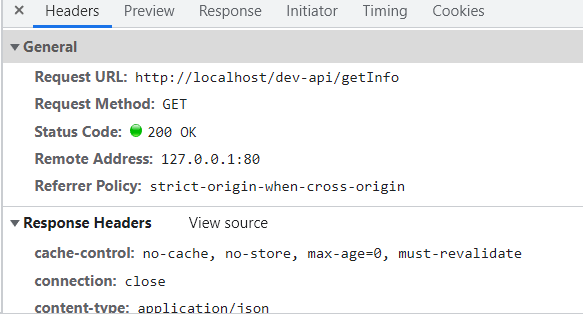 × Headers Preview Response Initiator Timing Cookies
▼ General
Request URL: http://localhost/dev-api/getInfo
Request Method: GET
Status Code: 200 OK
Remote Address: 127.0.0.1:80
Referrer Policy: strict-origin-when-cross-origin
▼ Response Headers View source
cache-control: no-cache, no-store, max-age=0, must-revalidate
connection: close
content-type: application/json